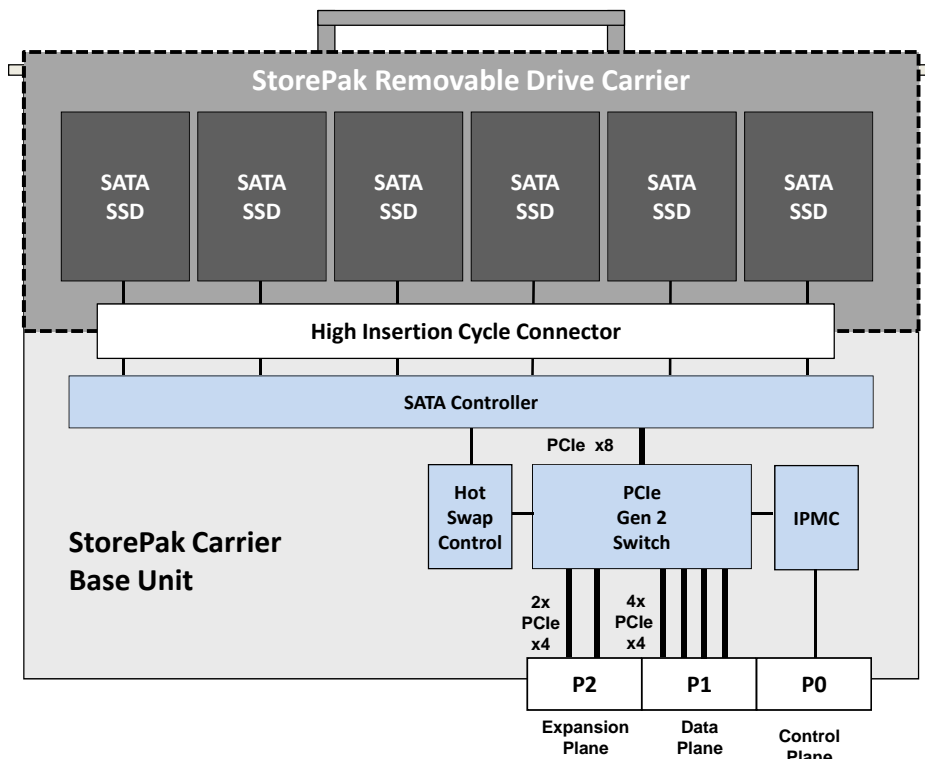 StorePak Removable Drive Carrier
SATA
SSD
SATA
SSD
SATA
SSD
SATA
SSD
SATA
SSD
SATA
SSD
High Insertion Cycle Connector
SATA Controller
PCIe x8
Hot
Swap
Control
PCIe
Gen 2
Switch
IPMC
StorePak Carrier
Base Unit
2x
PCIe
x4
4x
PCIe
x4
P2
P1
P0
Expansion
Plane
Data
Plane
Control
Plane